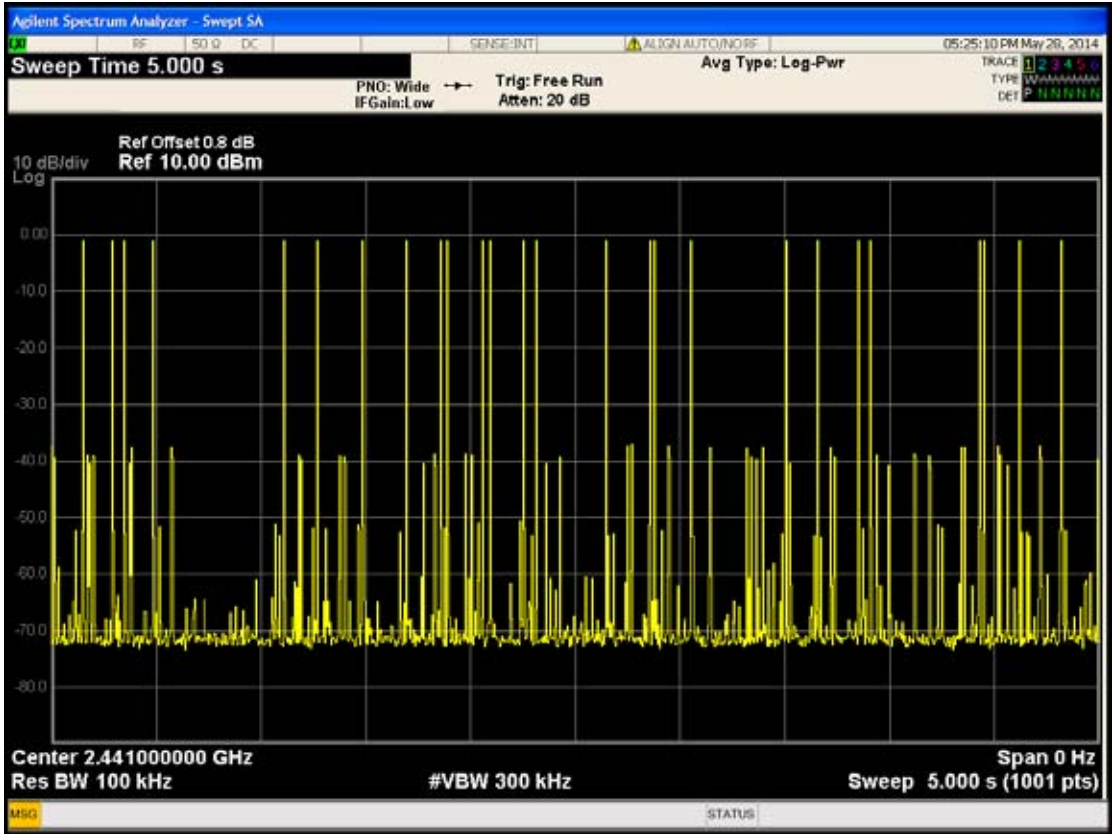 Agilent Spectrum Analyzer - Swept SA
LXI RF 50 Ω DC SENSE:INT ALIGN AUTO/NO RF 05:25:10 PM May 28, 2014
Sweep Time 5.000 s
PNO: Wide
IFGain:Low
Trig: Free Run
Atten: 20 dB
Avg Type: Log-Pwr
TRACE 1 2 3 4 5 6
TYPE
DET P N N N N N
Ref Offset 0.8 dB
10 dB/div Ref 10.00 dBm
Log
0.00
-10.0
-20.0
-30.0
-40.0
-50.0
-60.0
-70.0
-80.0
Center 2.441000000 GHz Span 0 Hz
Res BW 100 kHz #VBW 300 kHz Sweep 5.000 s (1001 pts)
MSG STATUS